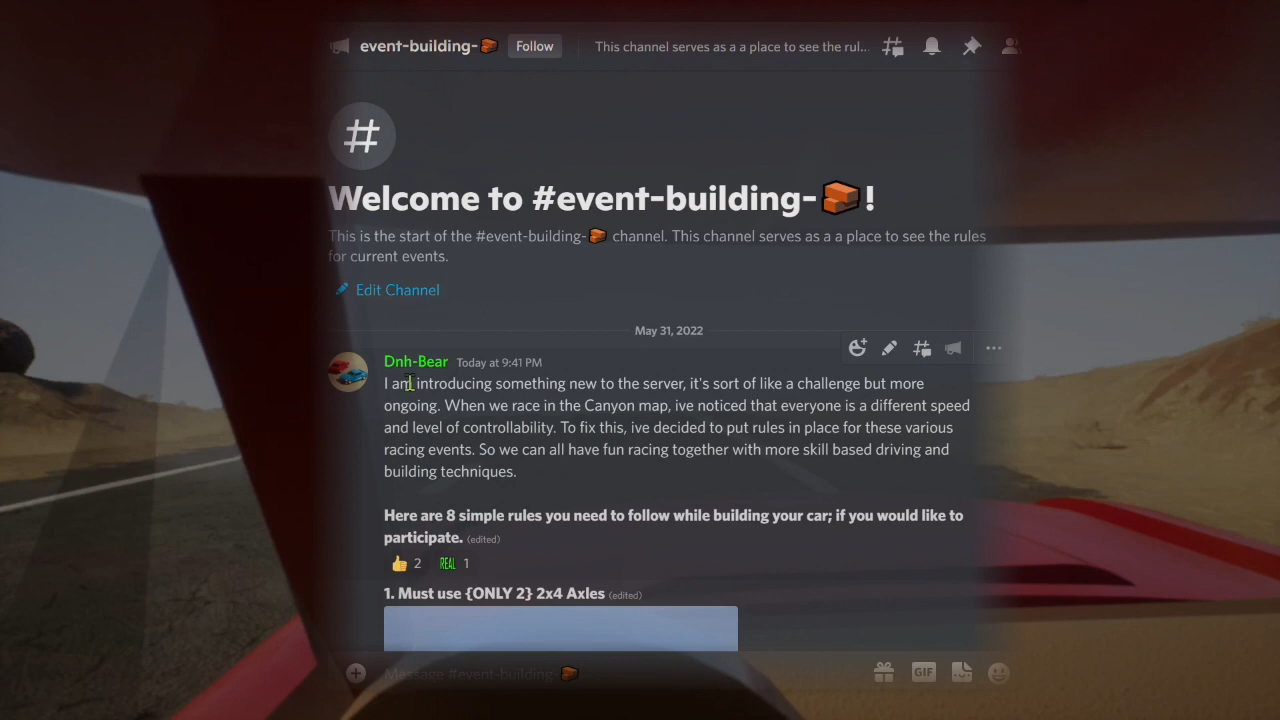 event-building-🧱 Follow This channel serves as a a place to see the rul...
Welcome to #event-building-🧱!
This is the start of the #event-building-🧱 channel. This channel serves as a a place to see the rules
for current events.
Edit Channel
May 31, 2022
Dnh-Bear Today at 9:41 PM
I am introducing something new to the server, it's sort of like a challenge but more
ongoing. When we race in the Canyon map, ive noticed that everyone is a different speed
and level of controllability. To fix this, ive decided to put rules in place for these various
racing events. So we can all have fun racing together with more skill based driving and
building techniques.
Here are 8 simple rules you need to follow while building your car; if you would like to
participate. (edited)
👍 2 REAL 1
1. Must use {ONLY 2} 2x4 Axles (edited)
Message #event-building-🧱
GIF